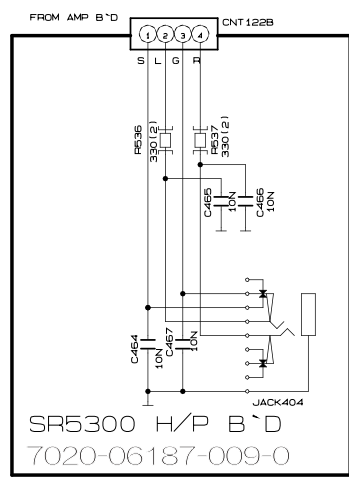 FROM AMP B`D
CNT122B
1 2 3 4
S L G R
R536
330(2)
R537
330(2)
C465
10N
C466
10N
C464
10N
C467
10N
JACK404
SR5300 H/P B`D
7020-06187-009-0